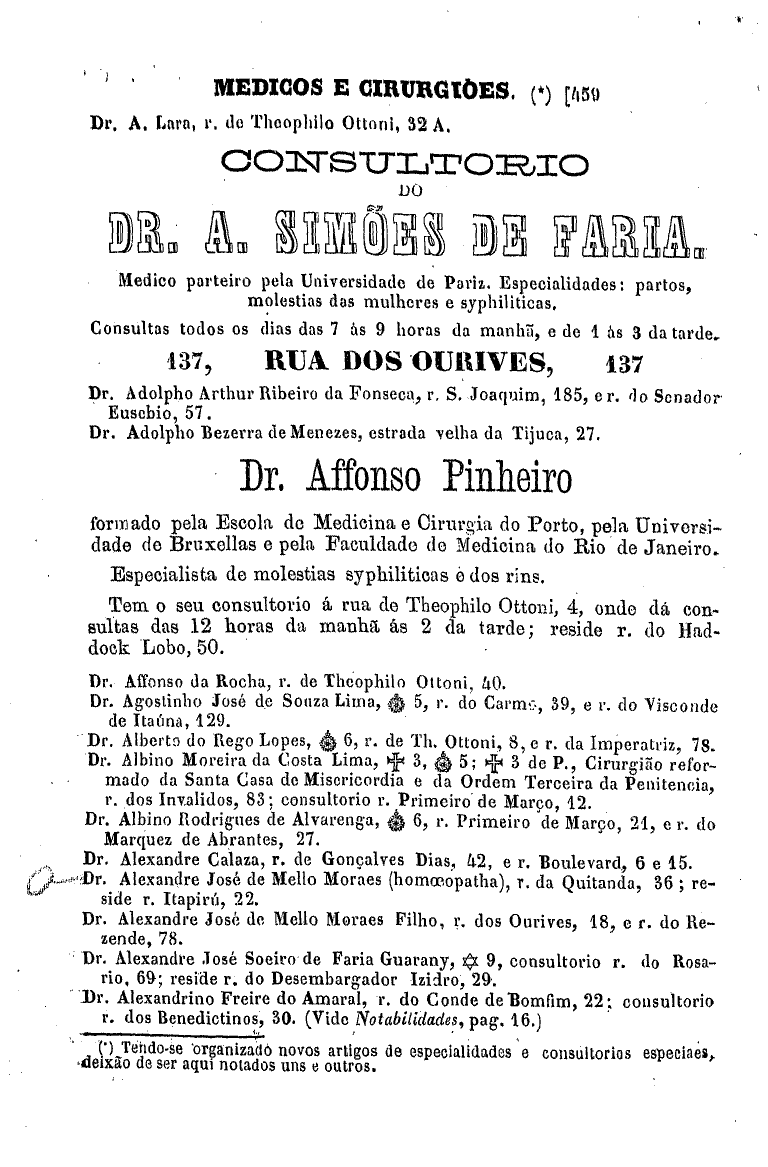 MEDICOS E CIRURGIÕES. (*) [459
Dr. A. Lara, r. de Theophilo Ottoni, 32 A.
CONSULTORIO
DO
DR. A. SIMÕES DE FARIA.
Medico parteiro pela Universidade de Pariz. Especialidades: partos,
molestias das mulheres e syphiliticas.
Consultas todos os dias das 7 ás 9 horas da manhã, e de 1 ás 3 da tarde.
137, RUA DOS OURIVES, 137
Dr. Adolpho Arthur Ribeiro da Fonseca, r. S. Joaquim, 185, e r. do Senador
Eusebio, 57.
Dr. Adolpho Bezerra de Menezes, estrada velha da Tijuca, 27.
Dr. Affonso Pinheiro
formado pela Escola de Medicina e Cirurgia do Porto, pela Universi-
dade de Bruxellas e pela Faculdade de Medicina do Rio de Janeiro.
Especialista de molestias syphiliticas e dos rins.
Tem o seu consultorio á rua de Theophilo Ottoni, 4, onde dá con-
sultas das 12 horas da manhã ás 2 da tarde; reside r. do Had-
dock Lobo, 50.
Dr. Affonso da Rocha, r. de Theophilo Ottoni, 40.
Dr. Agostinho José de Souza Lima, 5, r. do Carmo, 39, e r. do Visconde
de Itaúna, 129.
Dr. Alberto do Rego Lopes, 6, r. de Th. Ottoni, 8, e r. da Imperatriz, 78.
Dr. Albino Moreira da Costa Lima, 3, 5; 3 de P., Cirurgião refor-
mado da Santa Casa de Misericordia e da Ordem Terceira da Penitencia,
r. dos Invalidos, 83; consultorio r. Primeiro de Março, 12.
Dr. Albino Rodrigues de Alvarenga, 6, r. Primeiro de Março, 21, e r. do
Marquez de Abrantes, 27.
Dr. Alexandre Calaza, r. de Gonçalves Dias, 42, e r. Boulevard, 6 e 15.
Dr. Alexandre José de Mello Moraes (homœopatha), r. da Quitanda, 36; re-
side r. Itapirú, 22.
Dr. Alexandre José de Mello Moraes Filho, r. dos Ourives, 18, e r. do Re-
zende, 78.
Dr. Alexandre José Soeiro de Faria Guarany, ✡ 9, consultorio r. do Rosa-
rio, 69; reside r. do Desembargador Izidro, 29.
Dr. Alexandrino Freire do Amaral, r. do Conde de Bomfim, 22; consultorio
r. dos Benedictinos, 30. (Vide Notabilidades, pag. 16.)
(*) Tendo-se organizado novos artigos de especialidades e consultorios especiaes,
deixão de ser aqui notados uns e outros.